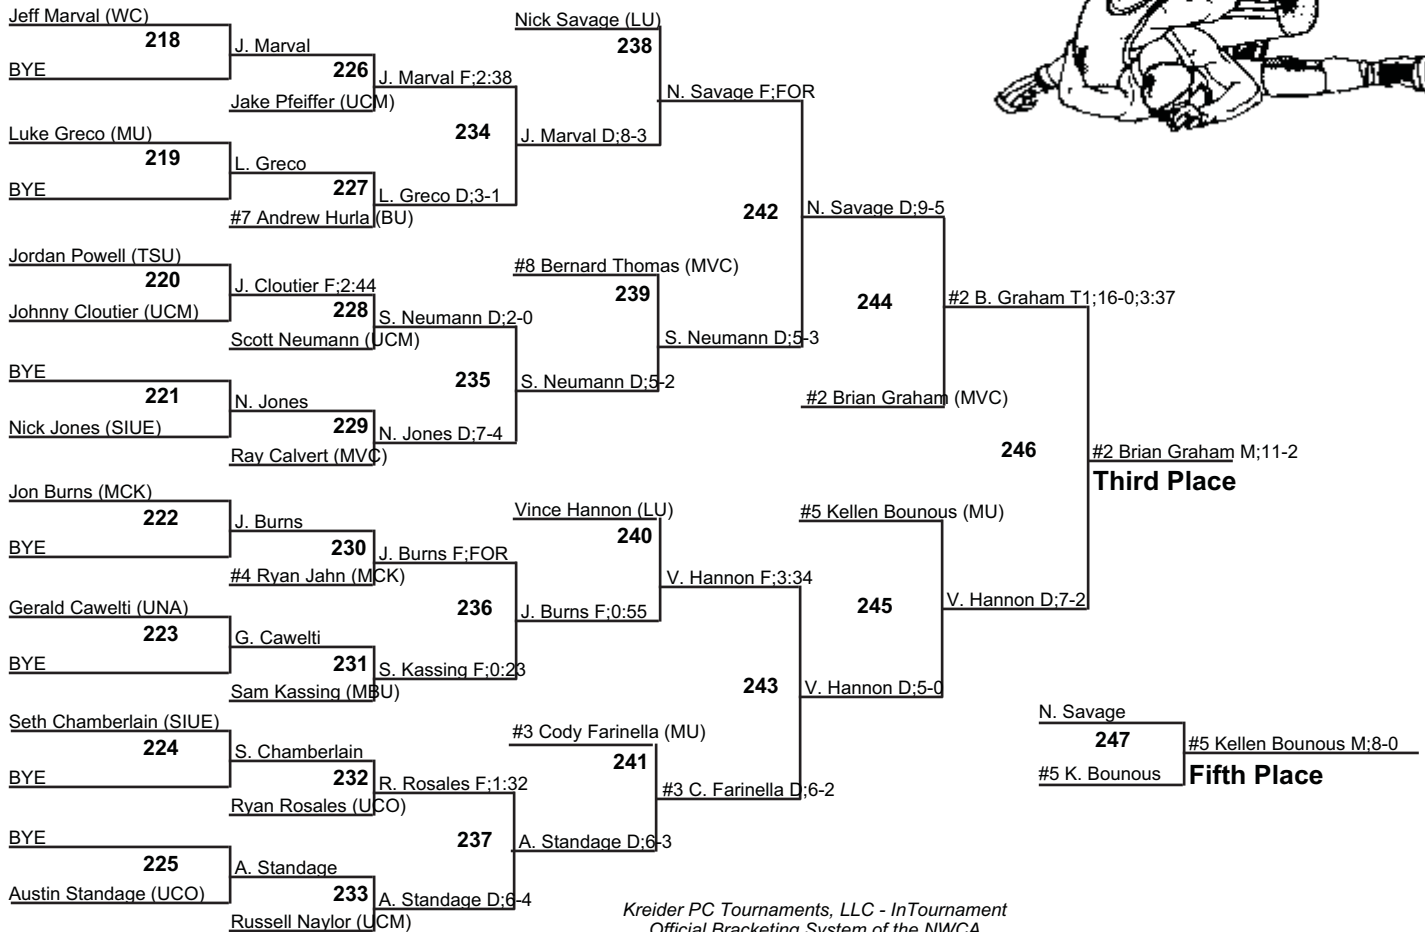 Jeff Marval (WC)
218
BYE
J. Marval
226
Jake Pfeiffer (UCM)
J. Marval F;2:38
Luke Greco (MU)
219
BYE
L. Greco
227
#7 Andrew Hurla (BU)
L. Greco D;3-1
234
J. Marval D;8-3
Nick Savage (LU)
238
N. Savage F;FOR
Jordan Powell (TSU)
220
Johnny Cloutier (UCM)
J. Cloutier F;2:44
228
Scott Neumann (UCM)
S. Neumann D;2-0
BYE
221
Nick Jones (SIUE)
N. Jones
229
Ray Calvert (MVC)
N. Jones D;7-4
235
S. Neumann D;5-2
#8 Bernard Thomas (MVC)
239
S. Neumann D;5-3
242
N. Savage D;9-5
244
#2 Brian Graham (MVC)
#2 B. Graham T1;16-0;3:37
Jon Burns (MCK)
222
BYE
J. Burns
230
#4 Ryan Jahn (MCK)
J. Burns F;FOR
Gerald Cawelti (UNA)
223
BYE
G. Cawelti
231
Sam Kassing (MBU)
S. Kassing F;0:23
236
J. Burns F;0:55
Vince Hannon (LU)
240
V. Hannon F;3:34
Seth Chamberlain (SIUE)
224
BYE
S. Chamberlain
232
Ryan Rosales (UCO)
R. Rosales F;1:32
BYE
225
Austin Standage (UCO)
A. Standage
233
Russell Naylor (UCM)
A. Standage D;6-4
237
A. Standage D;6-3
#3 Cody Farinella (MU)
241
#3 C. Farinella D;6-2
243
V. Hannon D;5-0
#5 Kellen Bounous (MU)
245
V. Hannon D;7-2
246
#2 Brian Graham M;11-2
Third Place
N. Savage
247
#5 K. Bounous
#5 Kellen Bounous M;8-0
Fifth Place
Kreider PC Tournaments, LLC - InTournament
Official Bracketing System of the NWCA